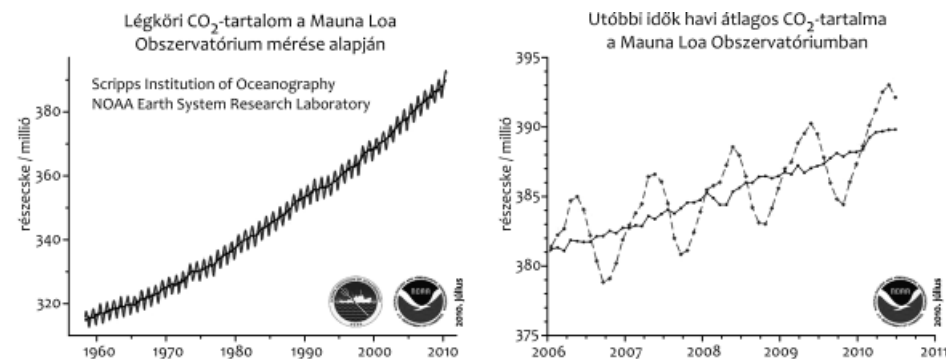 Légköri CO₂-tartalom a Mauna Loa
Obszervatórium mérése alapján
Scripps Institution of Oceanography
NOAA Earth System Research Laboratory
részecske / millió
380
360
340
320
1960 1970 1980 1990 2000 2010
NOAA
2010. július
Utóbbi idők havi átlagos CO₂-tartalma
a Mauna Loa Obszervatóriumban
részecske / millió
395
390
385
380
375
2006 2007 2008 2009 2010 2011
NOAA
2010. július